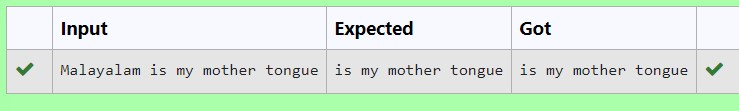 Input Expected Got
Malayalam is my mother tongue is my mother tongue is my mother tongue